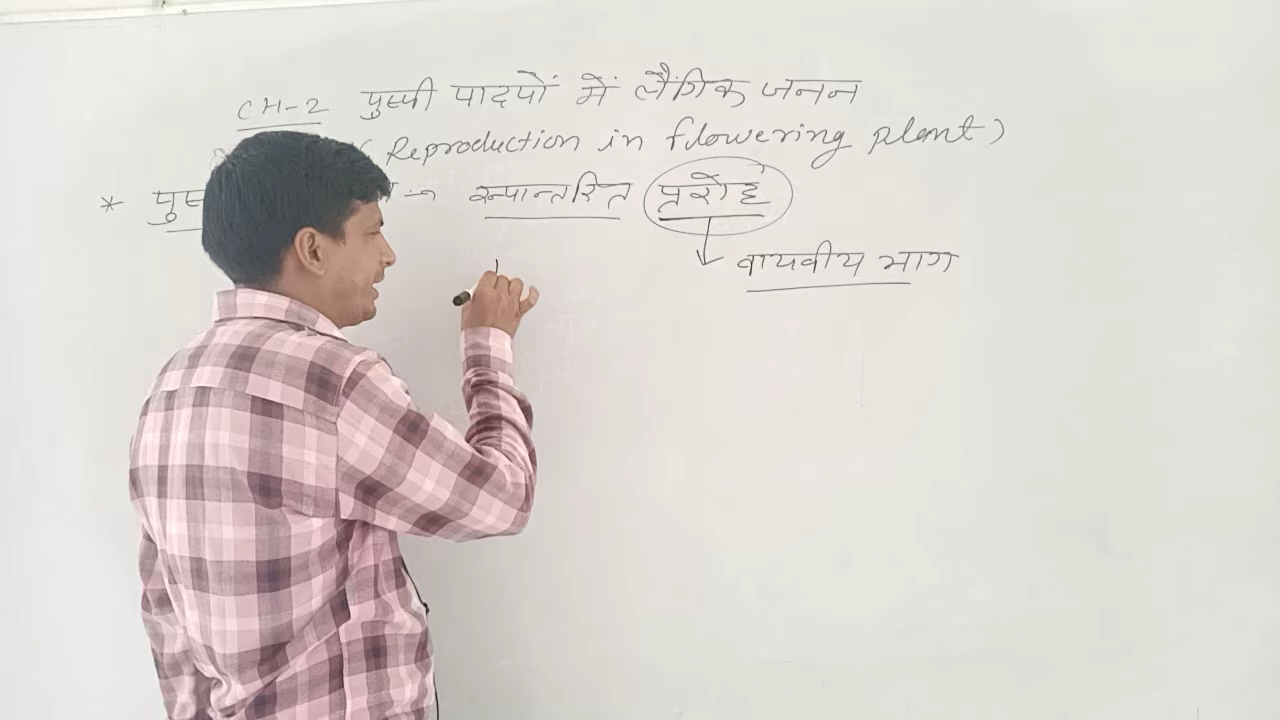 CH-2 पुष्पी पादपों में लैंगिक जनन
( Reproduction in flowering plant )
* → रूपान्तरित प्ररोह
वायवीय भाग